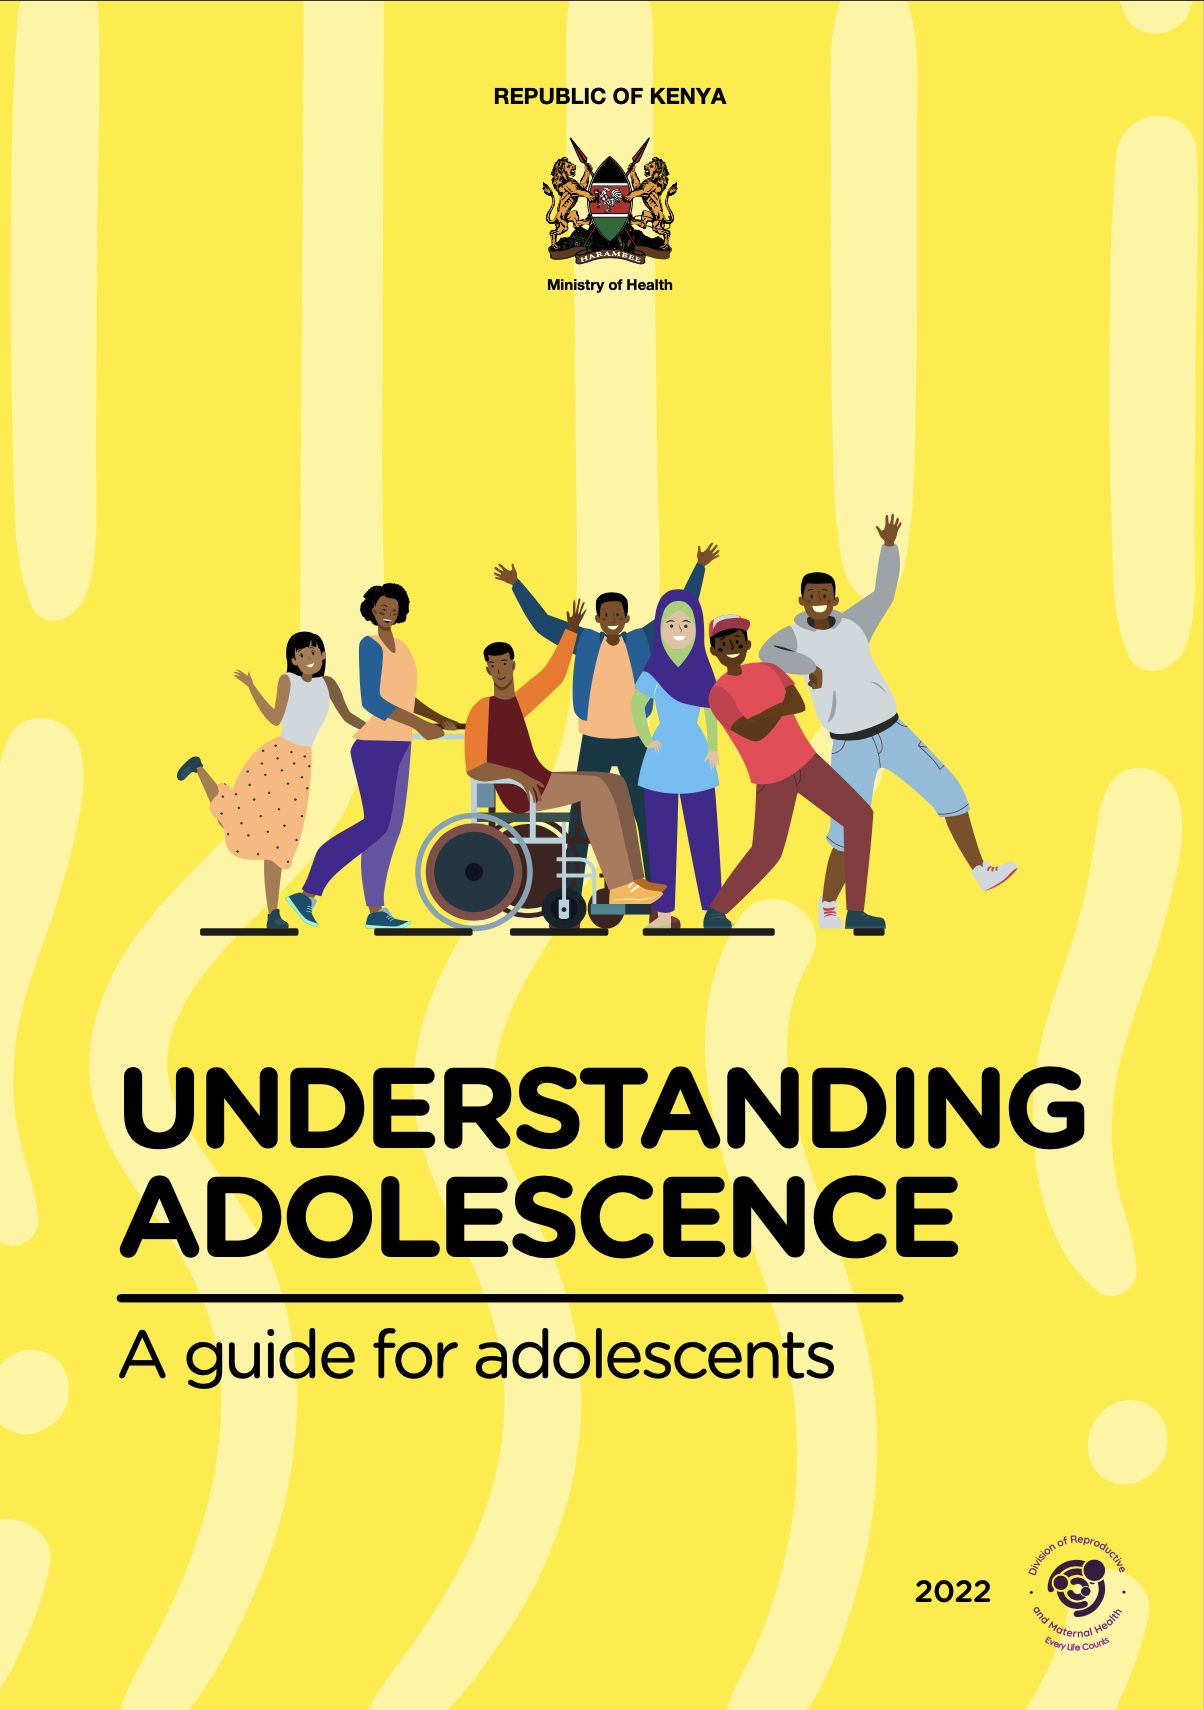 REPUBLIC OF KENYA
HARAMBEE
Ministry of Health
UNDERSTANDING
ADOLESCENCE
A guide for adolescents
2022
Division of Reproductive
and Maternal Health
Every Life Counts